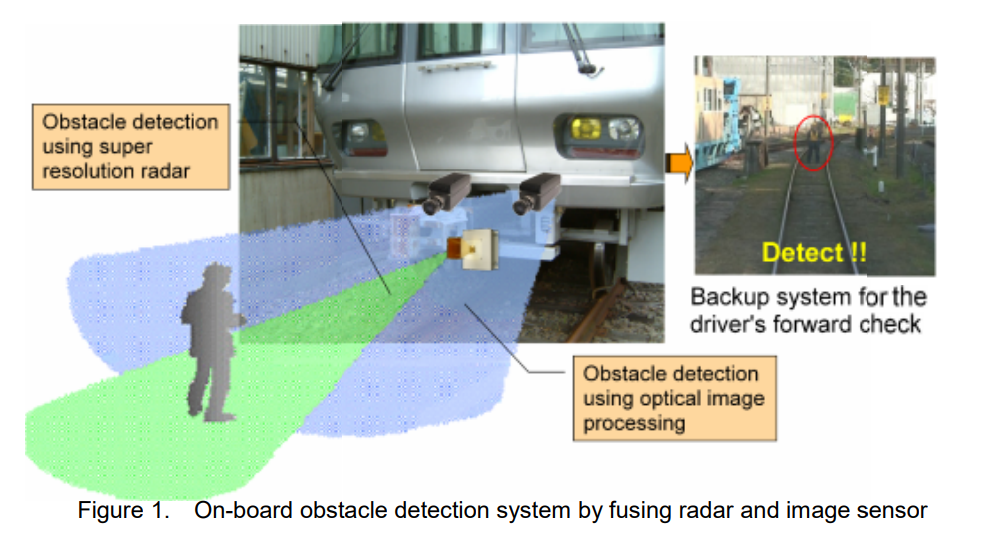 Obstacle detection
using super
resolution radar
Detect !!
Backup system for the
driver's forward check
Obstacle detection
using optical image
processing
Figure 1. On-board obstacle detection system by fusing radar and image sensor